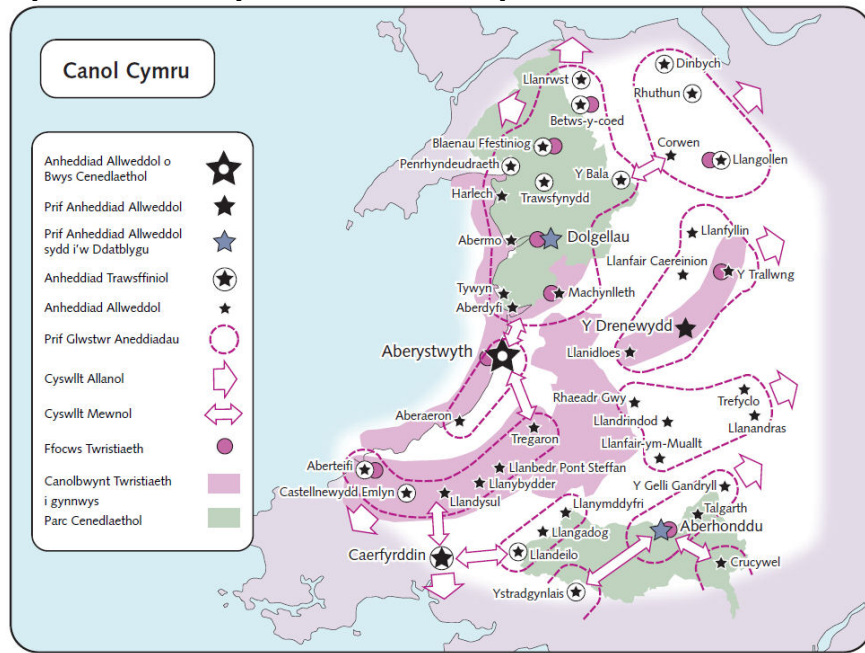 Canol Cymru
Anheddiad Allweddol o
Bwys Cenedlaethol
Prif Anheddiad Allweddol
Prif Anheddiad Allweddol
sydd i'w Ddatblygu
Anheddiad Trawsffiniol
Anheddiad Allweddol
Prif Glwstwr Aneddiadau
Cyswllt Allanol
Cyswllt Mewnol
Ffocws Twristiaeth
Canolbwynt Twristiaeth
i gynnwys
Parc Cenedlaethol
Llanrwst
Dinbych
Rhuthun
Betws-y-coed
Blaenau Ffestiniog
Corwen
Penrhyndeudraeth
Llangollen
Y Bala
Trawsfynydd
Harlech
Abermo
Dolgellau
Llanfyllin
Llanfair Caereinion
Y Trallwng
Tywyn
Machynlleth
Aberdyfi
Y Drenewydd
Aberystwyth
Llanidloes
Rhaeadr Gwy
Trefyclo
Aberaeron
Llandrindod
Llanandras
Tregaron
Llanfair-ym-Muallt
Aberteifi
Llanbedr Pont Steffan
Llanybydder
Y Gelli Gandryll
Castellnewydd Emlyn
Llandysul
Llanymddyfri
Talgarth
Llangadog
Aberhonddu
Caerfyrddin
Llandeilo
Crucywel
Ystradgynlais